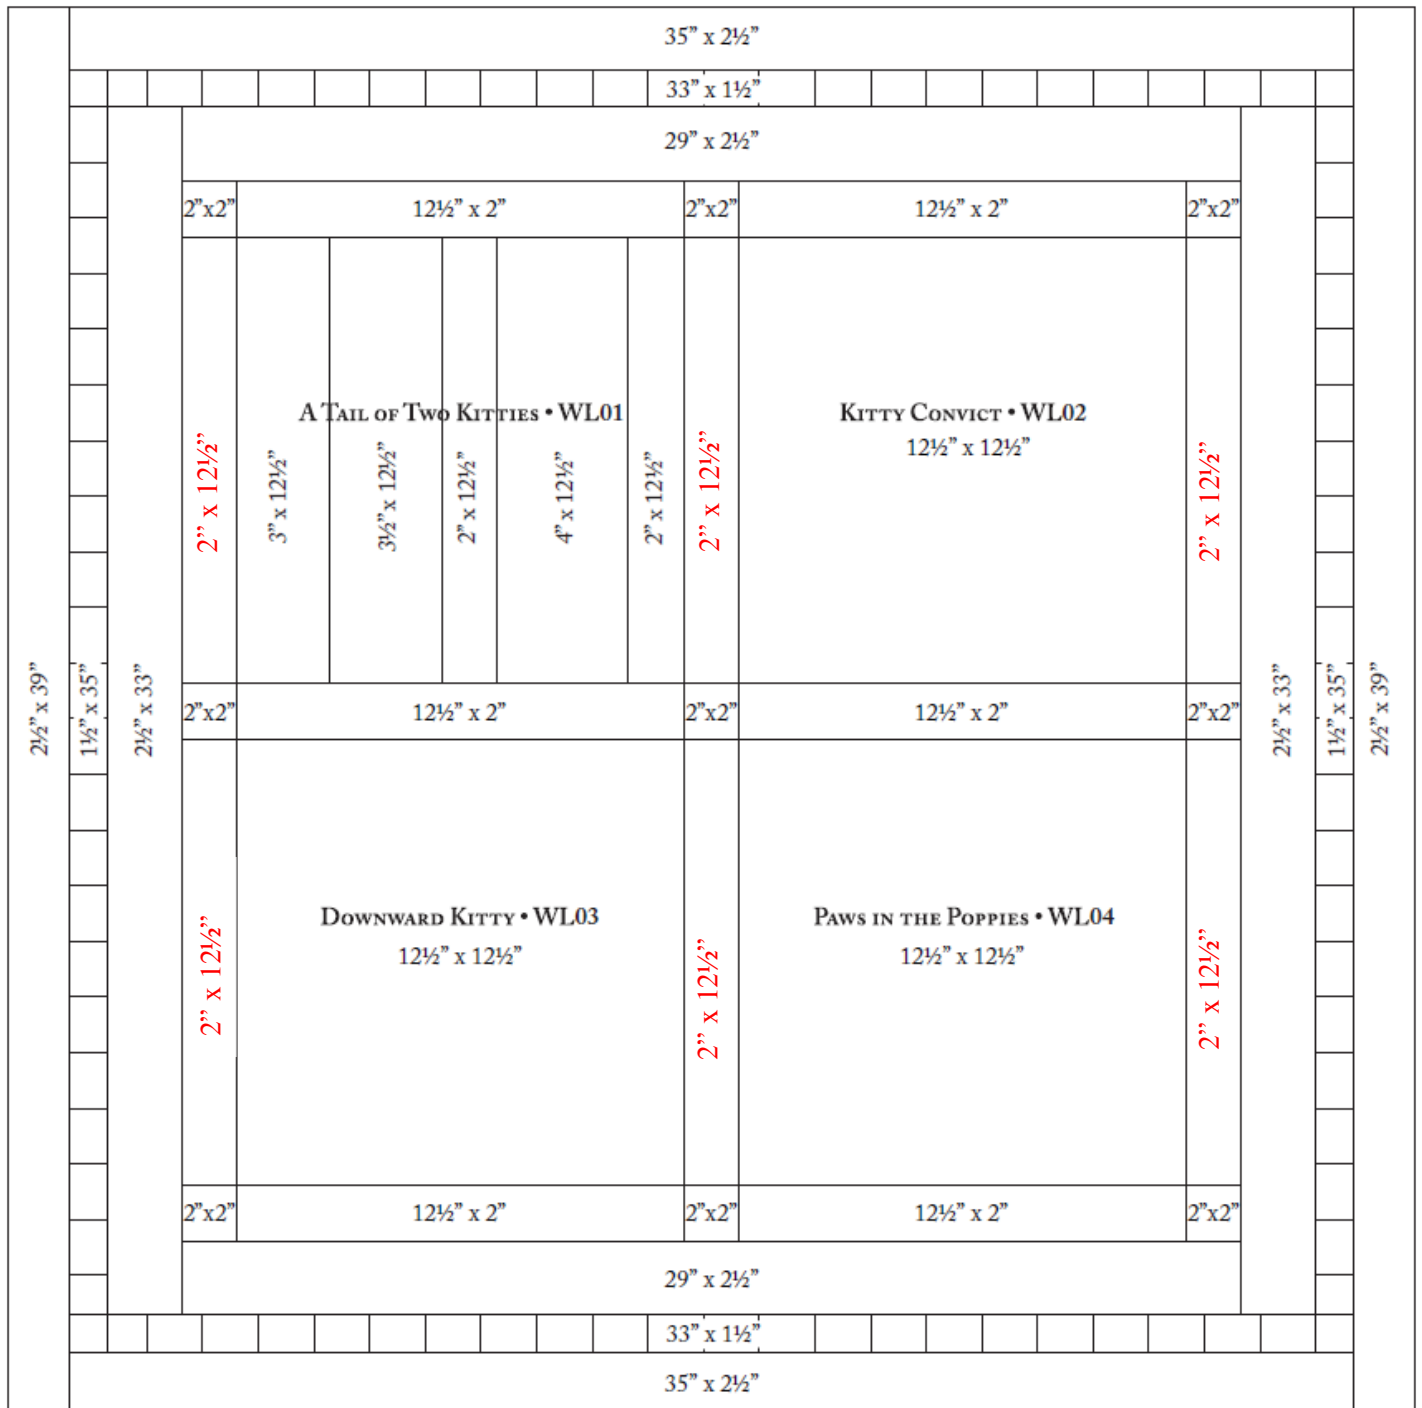 35” x 2½”
33” x 1½”
29” x 2½”
2”x2” 12½” x 2” 2”x2” 12½” x 2” 2”x2”
A Tail of Two Kitties • WL01
Kitty Convict • WL02
12½” x 12½”
2” x 12½”
3” x 12½”
3½” x 12½”
2” x 12½”
4” x 12½”
2” x 12½”
2” x 12½”
2” x 12½”
2½” x 39”
1½” x 35”
2½” x 33”
2”x2” 12½” x 2” 2”x2” 12½” x 2” 2”x2”
2½” x 33”
1½” x 35”
2½” x 39”
Downward Kitty • WL03
12½” x 12½”
Paws in the Poppies • WL04
12½” x 12½”
2” x 12½”
2” x 12½”
2” x 12½”
2”x2” 12½” x 2” 2”x2” 12½” x 2” 2”x2”
29” x 2½”
33” x 1½”
35” x 2½”